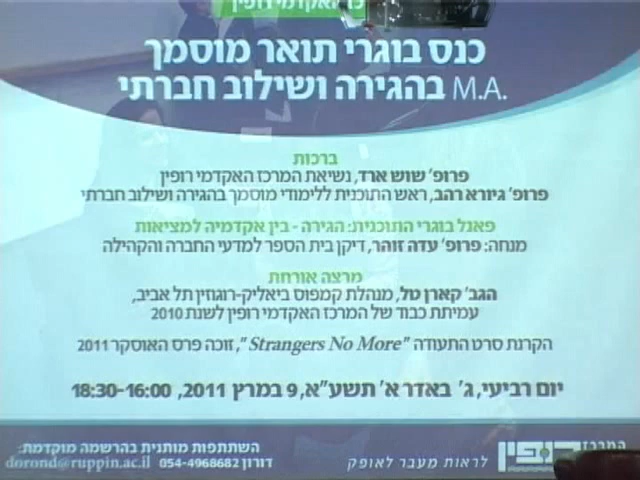 המרכז האקדמי רופין
כנס בוגרי תואר מוסמך
.M.A בהגירה ושילוב חברתי
ברכות
פרופ' שוש ארד, נשיאת המרכז האקדמי רופין
פרופ' גיורא רהב, ראש התוכנית ללימודי מוסמך בהגירה ושילוב חברתי
פאנל בוגרי התוכנית: הגירה - בין אקדמיה למציאות
מנחה: פרופ' עדה זוהר, דיקן בית הספר למדעי החברה והקהילה
מרצה אורחת
הגב' קארן טל, מנהלת קמפוס ביאליק-רוגוזין תל אביב,
עמיתת כבוד של המרכז האקדמי רופין לשנת 2010
הקרנת סרט התעודה "Strangers No More", זוכה פרס האוסקר 2011
יום רביעי, ג' באדר א' תשע"א, 9 במרץ 2011, 18:30-16:00
השתתפות מותנית בהרשמה מוקדמת:
דורון 054-4968682 dorond@ruppin.ac.il
לראות מעבר לאופק
המרכז
רופין